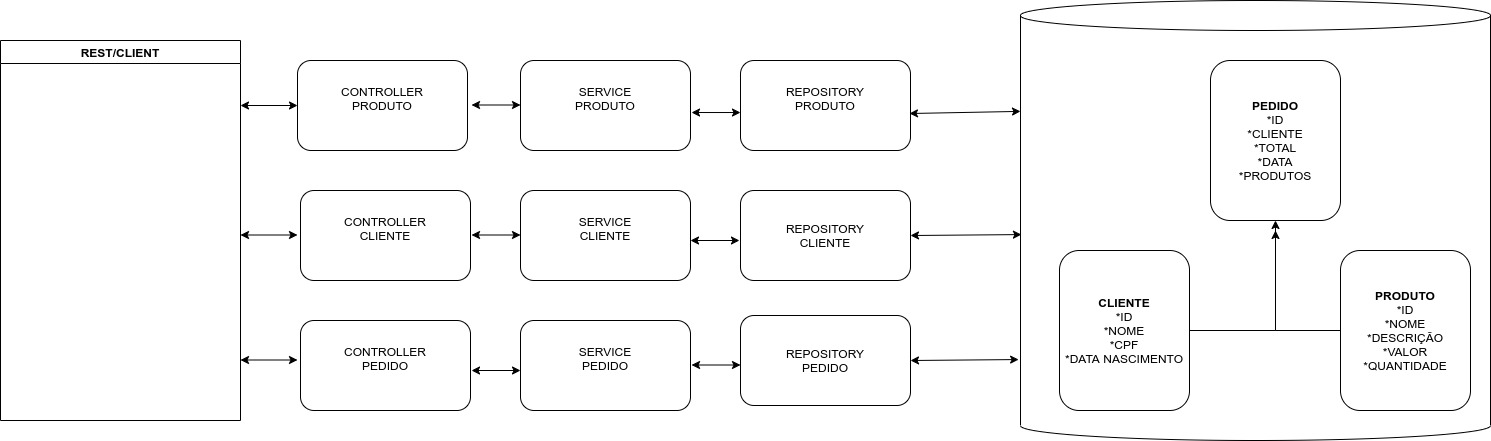 REST/CLIENT
CONTROLLER
PRODUTO
SERVICE
PRODUTO
REPOSITORY
PRODUTO
CONTROLLER
CLIENTE
SERVICE
CLIENTE
REPOSITORY
CLIENTE
CONTROLLER
PEDIDO
SERVICE
PEDIDO
REPOSITORY
PEDIDO
PEDIDO
*ID
*CLIENTE
*TOTAL
*DATA
*PRODUTOS
CLIENTE
*ID
*NOME
*CPF
*DATA NASCIMENTO
PRODUTO
*ID
*NOME
*DESCRIÇÃO
*VALOR
*QUANTIDADE